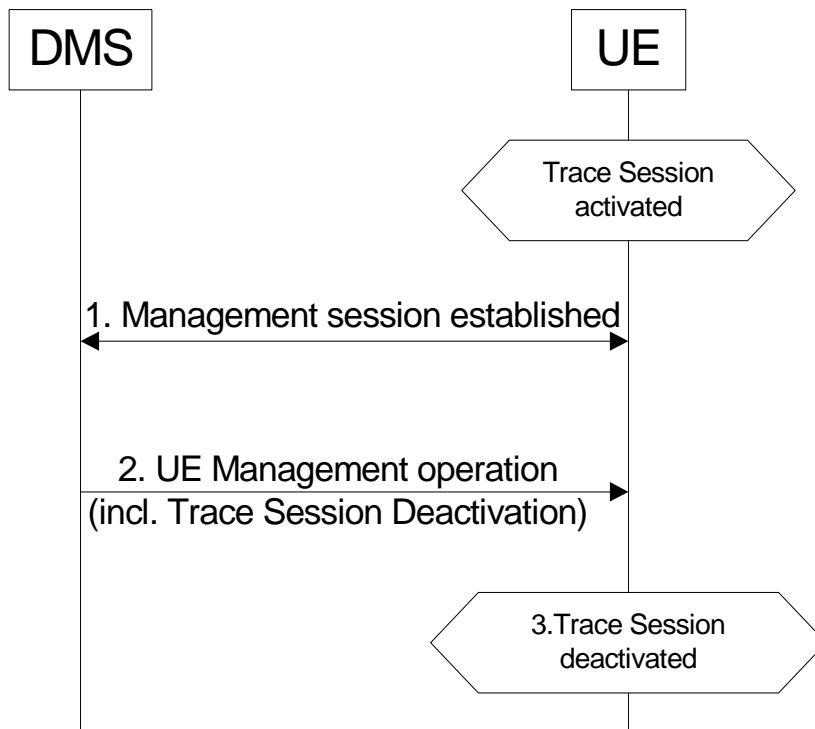 DMS
UE
Trace Session
activated
1. Management session established
2. UE Management operation
(incl. Trace Session Deactivation)
3.Trace Session
deactivated